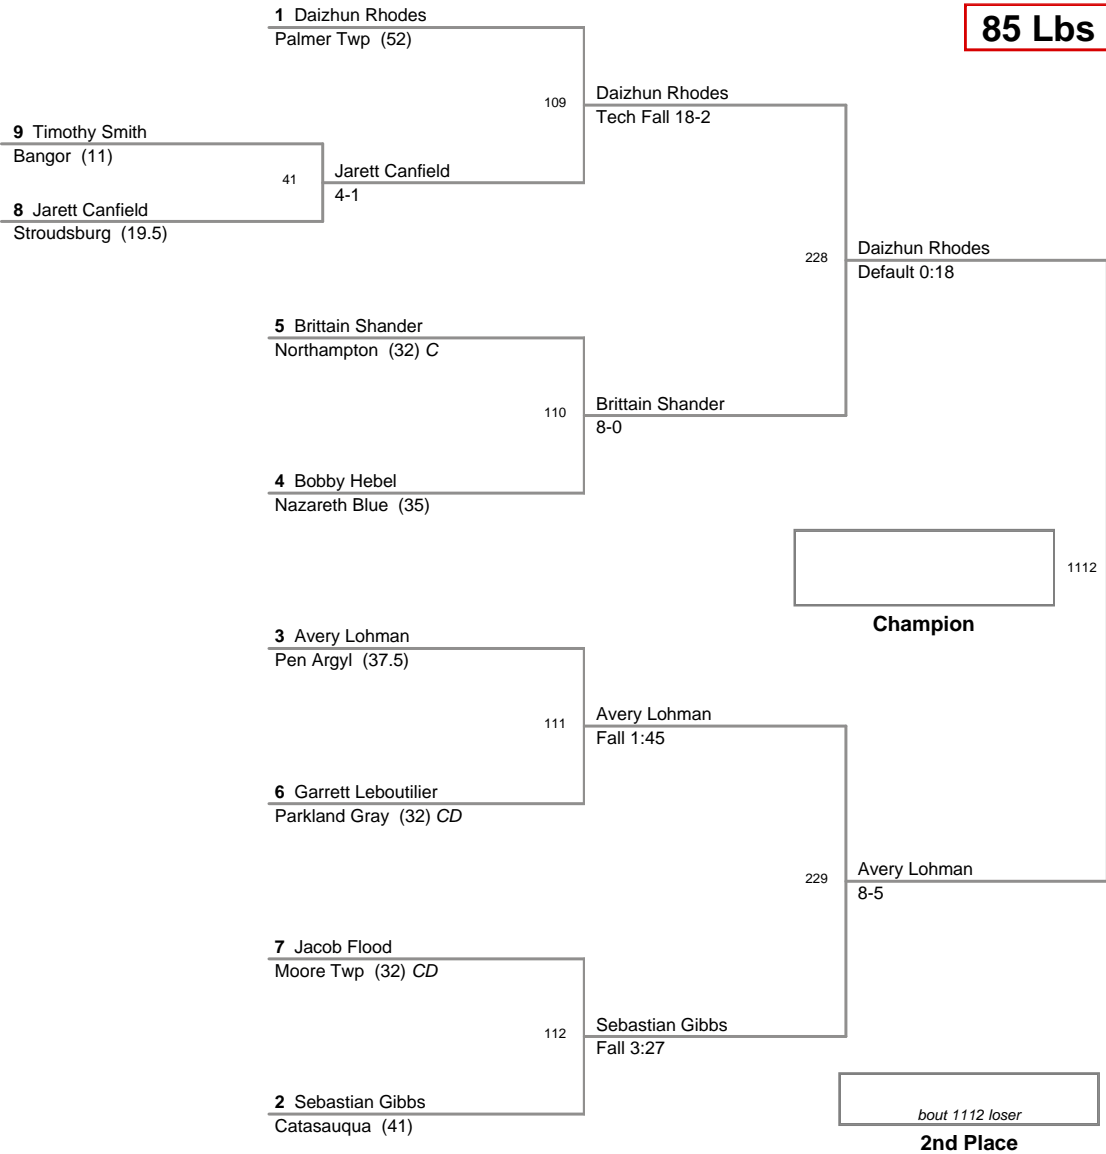 1 Daizhun Rhodes
Palmer Twp (52)
85 Lbs
109
Daizhun Rhodes
Tech Fall 18-2
9 Timothy Smith
Bangor (11)
41
Jarett Canfield
4-1
8 Jarett Canfield
Stroudsburg (19.5)
228
Daizhun Rhodes
Default 0:18
5 Brittain Shander
Northampton (32) C
110
Brittain Shander
8-0
4 Bobby Hebel
Nazareth Blue (35)
1112
Champion
3 Avery Lohman
Pen Argyl (37.5)
111
Avery Lohman
Fall 1:45
6 Garrett Leboutilier
Parkland Gray (32) CD
229
Avery Lohman
8-5
7 Jacob Flood
Moore Twp (32) CD
112
Sebastian Gibbs
Fall 3:27
2 Sebastian Gibbs
Catasauqua (41)
bout 1112 loser
2nd Place